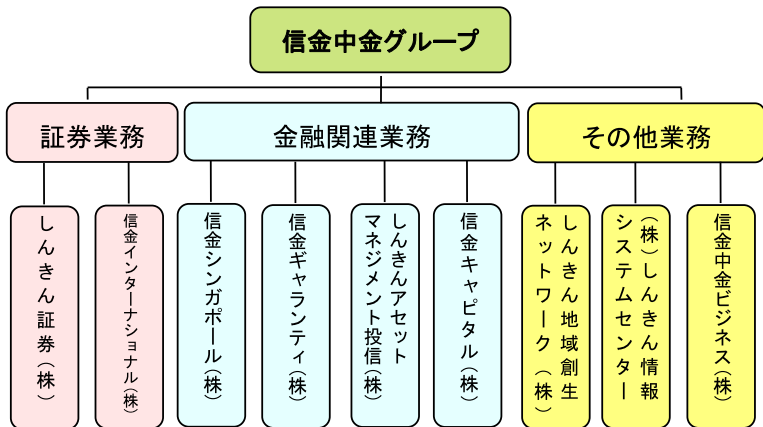 信金中金グループ
証券業務
金融関連業務
その他業務
しんきん証券(株)
信金インターナショナル(株)
信金シンガポール(株)
信金ギャランティ(株)
しんきんアセット
マネジメント投信(株)
信金キャピタル(株)
しんきん地域創生
ネットワーク(株)
(株)しんきん情報
システムセンター
信金中金ビジネス(株)